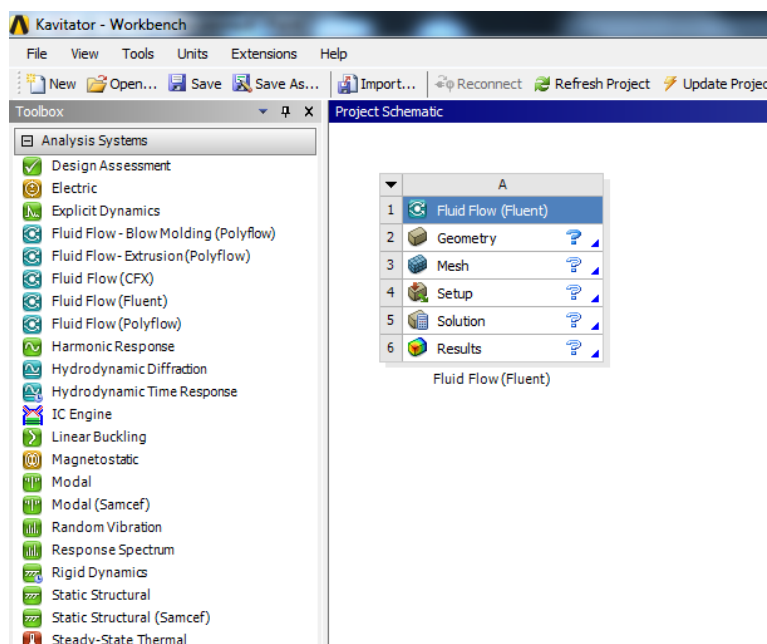 Kavitator - Workbench
File View Tools Units Extensions Help
New Open... Save Save As... Import... Reconnect Refresh Project Update Projec
Toolbox
Project Schematic
Analysis Systems
Design Assessment
Electric
Explicit Dynamics
Fluid Flow - Blow Molding (Polyflow)
Fluid Flow - Extrusion (Polyflow)
Fluid Flow (CFX)
Fluid Flow (Fluent)
Fluid Flow (Polyflow)
Harmonic Response
Hydrodynamic Diffraction
Hydrodynamic Time Response
IC Engine
Linear Buckling
Magnetostatic
Modal
Modal (Samcef)
Random Vibration
Response Spectrum
Rigid Dynamics
Static Structural
Static Structural (Samcef)
Steady-State Thermal
A
1 Fluid Flow (Fluent)
2 Geometry ?
3 Mesh ?
4 Setup ?
5 Solution ?
6 Results ?
Fluid Flow (Fluent)